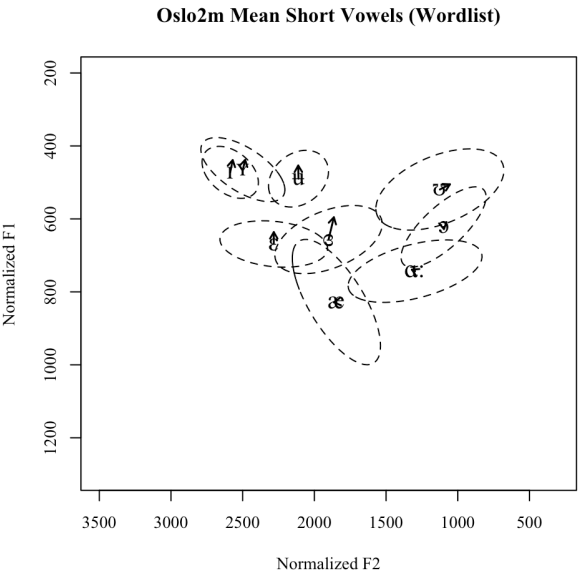 Oslo2m Mean Short Vowels (Wordlist)
Normalized F1
200
400
600
800
1000
1200
ʉ
ʊ
ɛ
ɔ
æ
3500 3000 2500 2000 1500 1000 500
Normalized F2